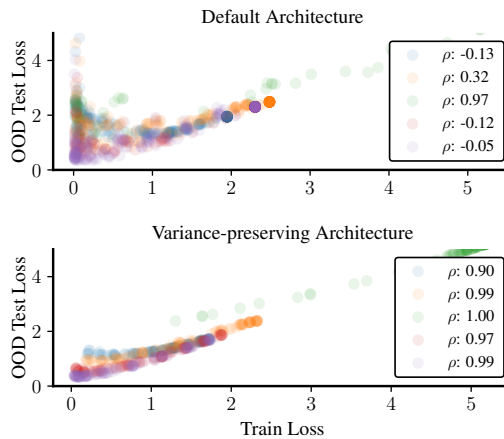 Default Architecture
OOD Test Loss
4
2
0
ρ: -0.13
ρ: 0.32
ρ: 0.97
ρ: -0.12
ρ: -0.05
0 1 2 3 4 5
Variance-preserving Architecture
OOD Test Loss
4
2
0
ρ: 0.90
ρ: 0.99
ρ: 1.00
ρ: 0.97
ρ: 0.99
0 1 2 3 4 5
Train Loss